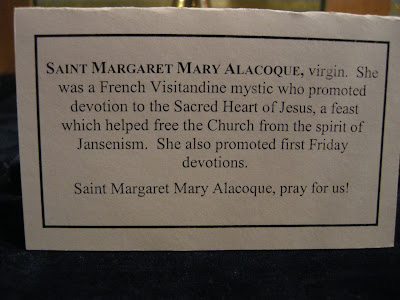 SAINT MARGARET MARY ALACOQUE, virgin. She
was a French Visitandine mystic who promoted
devotion to the Sacred Heart of Jesus, a feast
which helped free the Church from the spirit of
Jansenism. She also promoted first Friday
devotions.
Saint Margaret Mary Alacoque, pray for us!